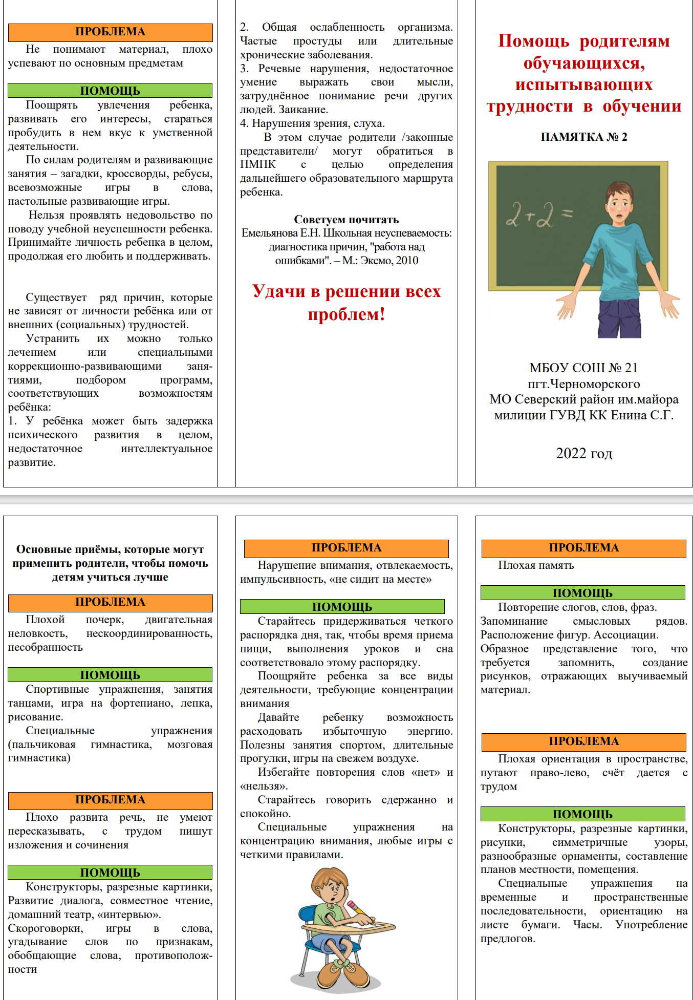 ПРОБЛЕМА
Не понимают материал, плохо
успевают по основным предметам
ПОМОЩЬ
Поощрять увлечения ребенка,
развивать его интересы, стараться
пробудить в нем вкус к умственной
деятельности.
По силам родителям и развивающие
занятия – загадки, кроссворды, ребусы,
всевозможные игры в слова,
настольные развивающие игры.
Нельзя проявлять недовольство по
поводу учебной неуспешности ребенка.
Принимайте личность ребенка в целом,
продолжая его любить и поддерживать.
Существует ряд причин, которые
не зависят от личности ребёнка или от
внешних (социальных) трудностей.
Устранить их можно только
лечением или специальными
коррекционно-развивающими заня-
тиями, подбором программ,
соответствующих возможностям
ребёнка:
1. У ребёнка может быть задержка
психического развития в целом,
недостаточное интеллектуальное
развитие.
2. Общая ослабленность организма.
Частые простуды или длительные
хронические заболевания.
3. Речевые нарушения, недостаточное
умение выражать свои мысли,
затруднённое понимание речи других
людей. Заикание.
4. Нарушения зрения, слуха.
В этом случае родители /законные
представители/ могут обратиться в
ПМПК с целью определения
дальнейшего образовательного маршрута
ребенка.
Советуем почитать
Емельянова Е.Н. Школьная неуспеваемость:
диагностика причин, "работа над
ошибками". – М.: Эксмо, 2010
Удачи в решении всех
проблем!
Помощь родителям
обучающихся,
испытывающих
трудности в обучении
ПАМЯТКА № 2
2+2=
МБОУ СОШ № 21
пгт.Черноморского
МО Северский район им.майора
милиции ГУВД КК Енина С.Г.
2022 год
Основные приёмы, которые могут
применить родители, чтобы помочь
детям учиться лучше
ПРОБЛЕМА
Плохой почерк, двигательная
неловкость, нескоординированность,
несобранность
ПОМОЩЬ
Спортивные упражнения, занятия
танцами, игра на фортепиано, лепка,
рисование.
Специальные упражнения
(пальчиковая гимнастика, мозговая
гимнастика)
ПРОБЛЕМА
Плохо развита речь, не умеют
пересказывать, с трудом пишут
изложения и сочинения
ПОМОЩЬ
Конструкторы, разрезные картинки,
Развитие диалога, совместное чтение,
домашний театр, «интервью».
Скороговорки, игры в слова,
угадывание слов по признакам,
обобщающие слова, противополож-
ности
ПРОБЛЕМА
Нарушение внимания, отвлекаемость,
импульсивность, «не сидит на месте»
ПОМОЩЬ
Старайтесь придерживаться четкого
распорядка дня, так, чтобы время приема
пищи, выполнения уроков и сна
соответствовало этому распорядку.
Поощряйте ребенка за все виды
деятельности, требующие концентрации
внимания
Давайте ребенку возможность
расходовать избыточную энергию.
Полезны занятия спортом, длительные
прогулки, игры на свежем воздухе.
Избегайте повторения слов «нет» и
«нельзя».
Старайтесь говорить сдержанно и
спокойно.
Специальные упражнения на
концентрацию внимания, любые игры с
четкими правилами.
ПРОБЛЕМА
Плохая память
ПОМОЩЬ
Повторение слогов, слов, фраз.
Запоминание смысловых рядов.
Расположение фигур. Ассоциации.
Образное представление того, что
требуется запомнить, создание
рисунков, отражающих выучиваемый
материал.
ПРОБЛЕМА
Плохая ориентация в пространстве,
путают право-лево, счёт дается с
трудом
ПОМОЩЬ
Конструкторы, разрезные картинки,
рисунки, симметричные узоры,
разнообразные орнаменты, составление
планов местности, помещения.
Специальные упражнения на
временные и пространственные
последовательности, ориентацию на
листе бумаги. Часы. Употребление
предлогов.